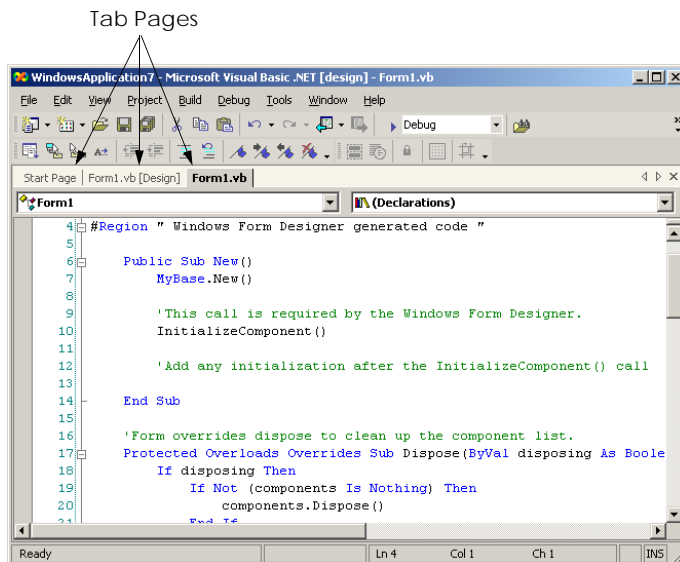 Tab Pages
WindowsApplication7 - Microsoft Visual Basic .NET [design] - Form1.vb
File Edit View Project Build Debug Tools Window Help
Debug
Start Page Form1.vb [Design] Form1.vb
Form1 (Declarations)
4 #Region " Windows Form Designer generated code "
5
6 Public Sub New()
7 MyBase.New()
8
9 'This call is required by the Windows Form Designer.
10 InitializeComponent()
11
12 'Add any initialization after the InitializeComponent() call
13
14 End Sub
15
16 'Form overrides dispose to clean up the component list.
17 Protected Overloads Overrides Sub Dispose(ByVal disposing As Boole
18 If disposing Then
19 If Not (components Is Nothing) Then
20 components.Dispose()
21 End If
Ready Ln 4 Col 1 Ch 1 INS